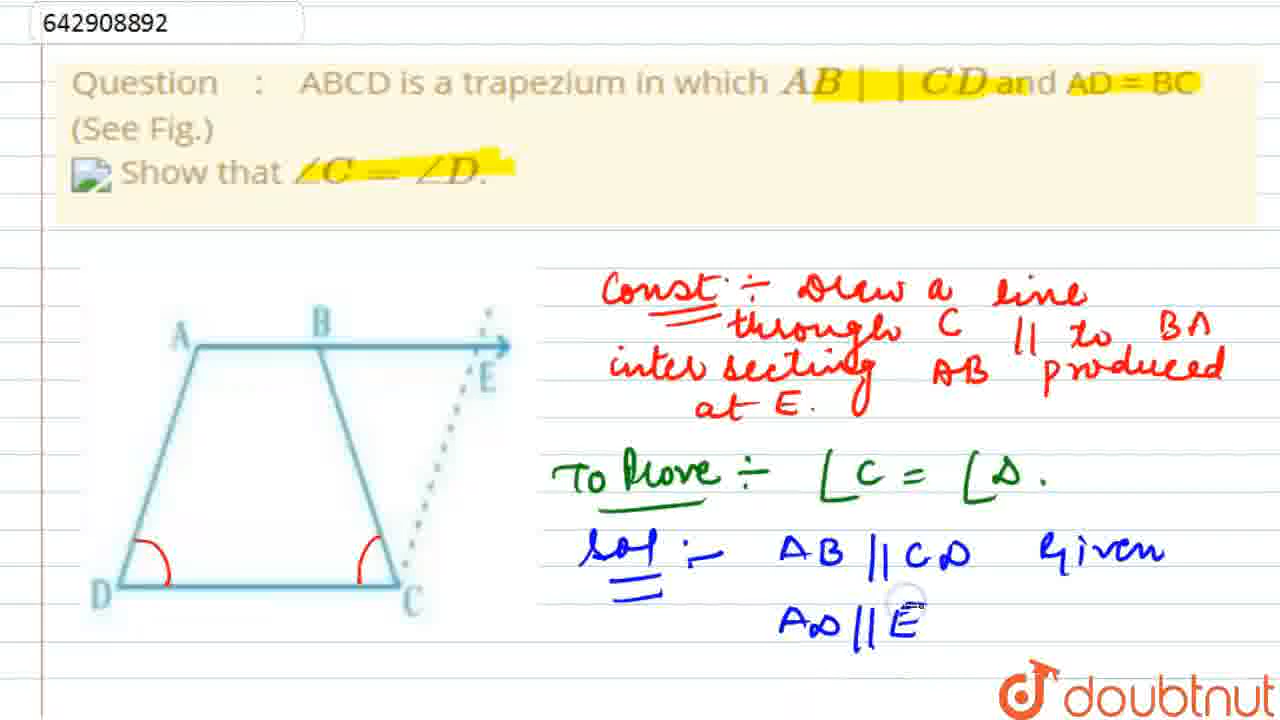 642908892
Question : ABCD is a trapezium in which AB||CD and AD = BC
(See Fig.)
Show that ∠C = ∠D.
A B
E
D C
Const :- Draw a line
through C || to BA
intersecting AB produced
at E.
To Prove :- ∠C = ∠D.
Sol :- AB || CD Given
AD || E
doubtnut